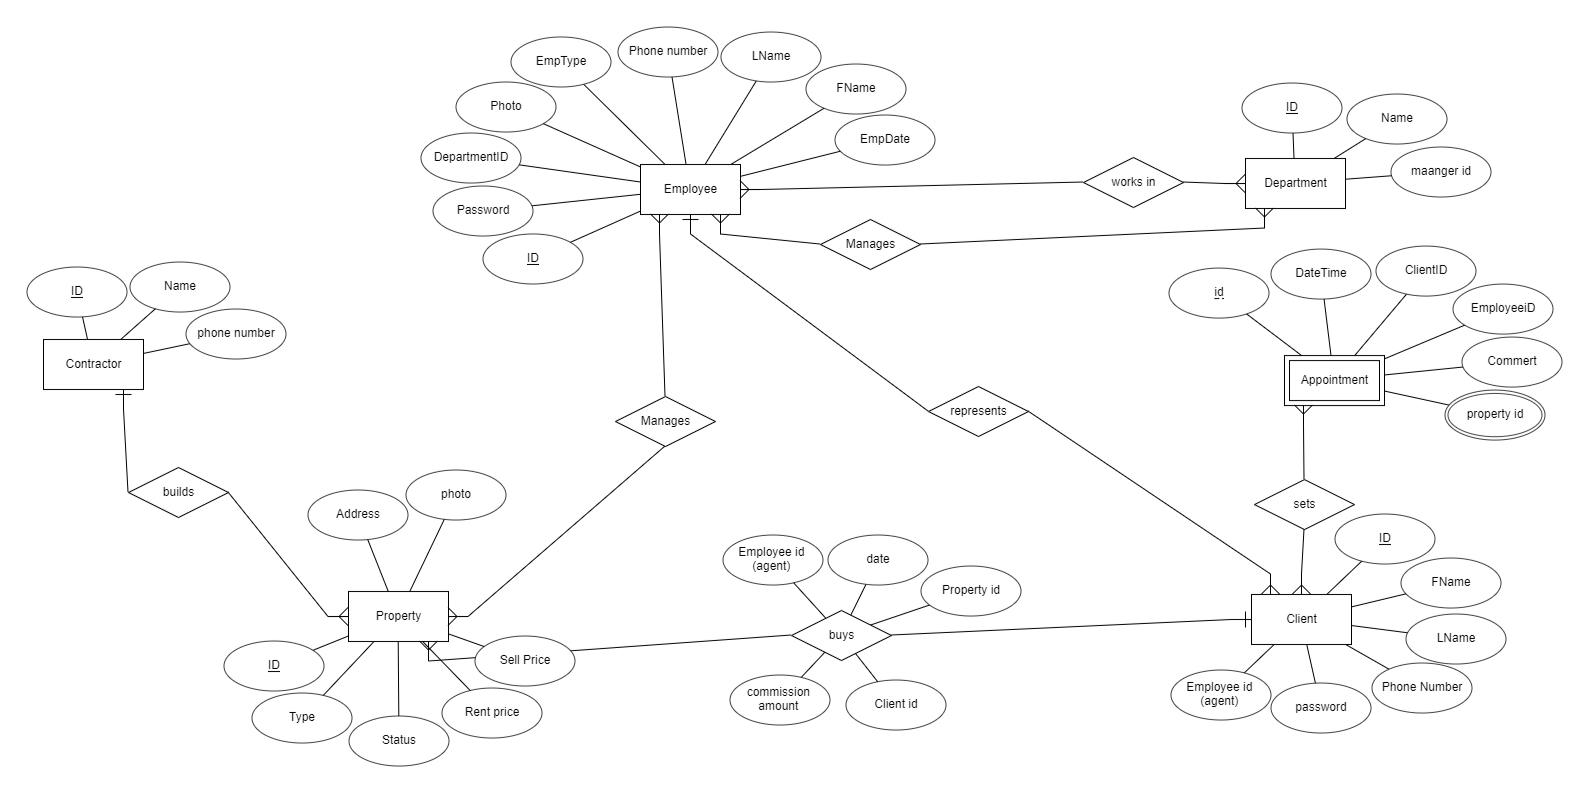 EmpType
Phone number
LName
FName
EmpDate
Photo
DepartmentID
Password
ID
Employee
works in
Manages
ID
Name
maanger id
Department
ID
Name
phone number
Contractor
id
DateTime
ClientID
EmployeeiD
Commert
property id
Appointment
Manages
represents
builds
sets
Address
photo
Property
ID
Type
Status
Rent price
Sell Price
Employee id
(agent)
date
Property id
buys
commission
amount
Client id
ID
FName
LName
Phone Number
password
Employee id
(agent)
Client